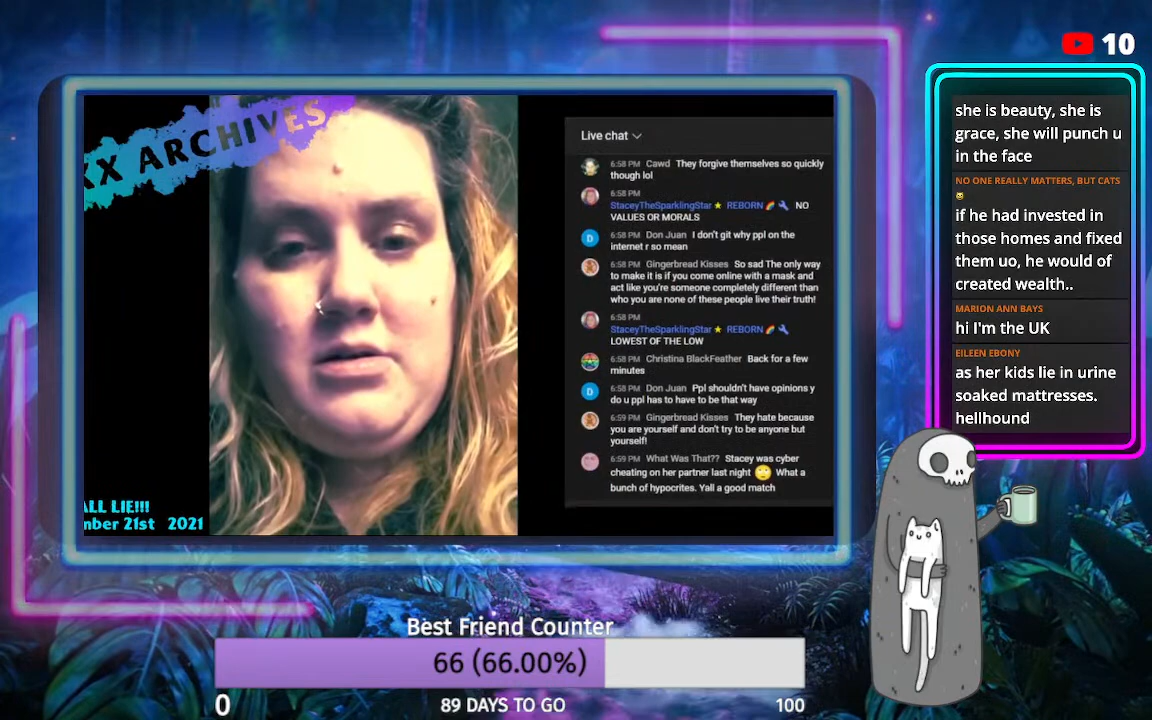 10
XX ARCHIVES
ALL LIE!!!
mber 21st 2021
Live chat
6:58 PM Cawd They forgive themselves so quickly
though lol
6:58 PM
StaceyTheSparklingStar ★ REBORN 🌈 🔧 NO
VALUES OR MORALS
D
6:58 PM Don Juan I don't git why ppl on the
internet r so mean
6:58 PM Gingerbread Kisses So sad The only way
to make it is if you come online with a mask and
act like you're someone completely different than
who you are none of these people live their truth!
6:58 PM
StaceyTheSparklingStar ★ REBORN 🌈 🔧
LOWEST OF THE LOW
6:58 PM Christina BlackFeather Back for a few
minutes
D
6:58 PM Don Juan Ppl shouldn't have opinions y
do u ppl has to have to be that way
6:59 PM Gingerbread Kisses They hate because
you are yourself and don't try to be anyone but
yourself!
6:59 PM What Was That?? Stacey was cyber
cheating on her partner last night 🙄 What a
bunch of hypocrites. Yall a good match
she is beauty, she is
grace, she will punch u
in the face
NO ONE REALLY MATTERS, BUT CATS
🐱
if he had invested in
those homes and fixed
them uo, he would of
created wealth..
MARION ANN BAYS
hi I'm the UK
EILEEN EBONY
as her kids lie in urine
soaked mattresses.
hellhound
Best Friend Counter
66 (66.00%)
0
89 DAYS TO GO
100